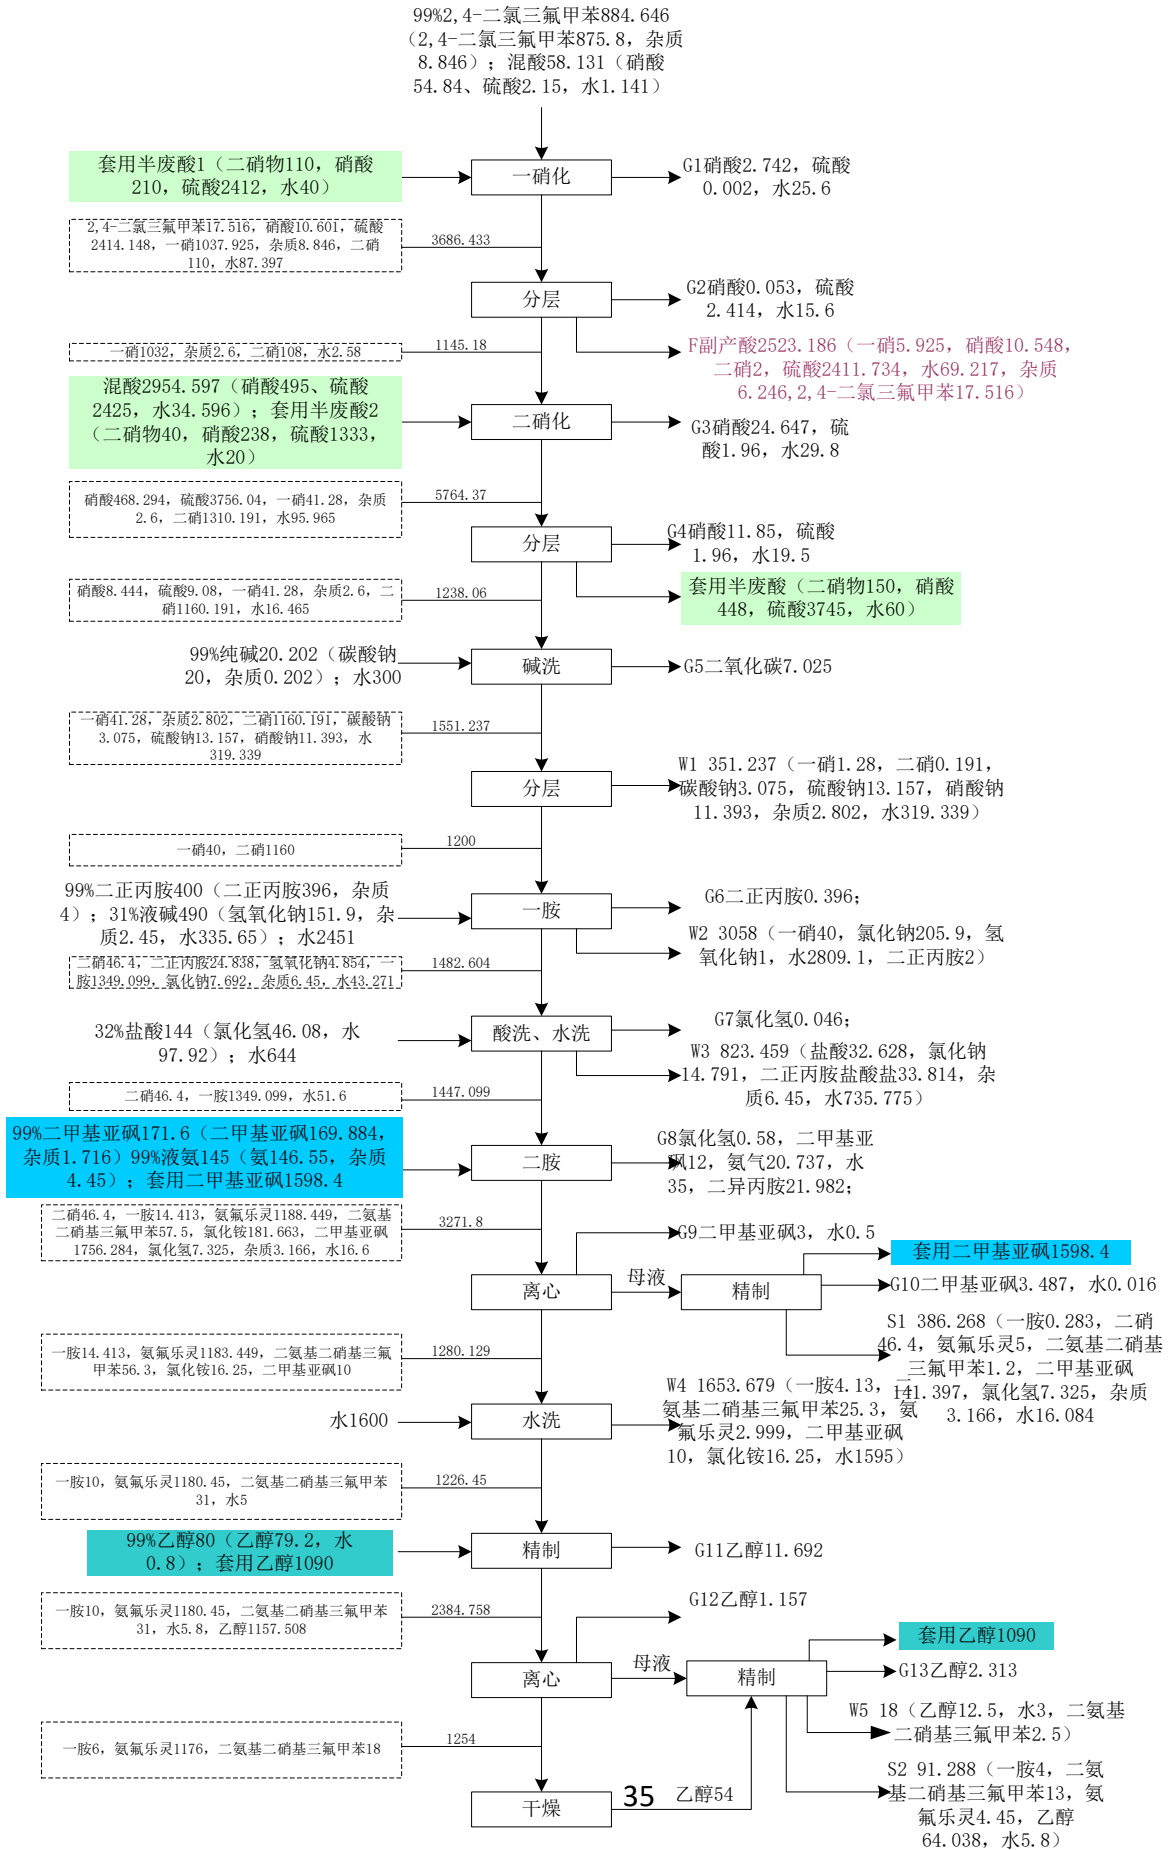 99%2,4-二氯三氟甲苯884.646
(2,4-二氯三氟甲苯875.8，杂质
8.846)；混酸58.131（硝酸
54.84、硫酸2.15，水1.141）
套用半废酸1（二硝物110，硝酸
210，硫酸2412，水40）
一硝化
G1硝酸2.742，硫酸
0.002，水25.6
2,4-二氯三氟甲苯17.516，硝酸10.601，硫酸
2414.148，一硝1037.925，杂质8.846，二硝
110，水87.397
3686.433
分层
G2硝酸0.053，硫酸
2.414，水15.6
一硝1032，杂质2.6，二硝108，水2.58
1145.18
F副产酸2523.186（一硝5.925，硝酸10.548，
二硝2，硫酸2411.734，水69.217，杂质
6.246,2,4-二氯三氟甲苯17.516）
混酸2954.597（硝酸495、硫酸
2425，水34.596）；套用半废酸2
（二硝物40，硝酸238，硫酸1333，
水20）
二硝化
G3硝酸24.647，硫
酸1.96，水29.8
硝酸468.294，硫酸3756.04，一硝41.28，杂质
2.6，二硝1310.191，水95.965
5764.37
分层
G4硝酸11.85，硫酸
1.96，水19.5
硝酸8.444，硫酸9.08，一硝41.28，杂质2.6，二
硝1160.191，水16.465
1238.06
套用半废酸（二硝物150，硝酸
448，硫酸3745，水60）
99%纯碱20.202（碳酸钠
20，杂质0.202）；水300
碱洗
G5二氧化碳7.025
一硝41.28，杂质2.802，二硝1160.191，碳酸钠
3.075，硫酸钠13.157，硝酸钠11.393，水
319.339
1551.237
分层
W1 351.237（一硝1.28，二硝0.191，
碳酸钠3.075，硫酸钠13.157，硝酸钠
11.393，杂质2.802，水319.339）
一硝40，二硝1160
1200
99%二正丙胺400（二正丙胺396，杂质
4）；31%液碱490（氢氧化钠151.9，杂
质2.45，水335.65）；水2451
一胺
G6二正丙胺0.396；
W2 3058（一硝40，氯化钠205.9，氢
氧化钠1，水2809.1，二正丙胺2）
二硝46.4，二正丙胺24.838，氢氧化钠4.854，一
胺1349.099，氯化钠7.692，杂质6.45，水43.271
1482.604
32%盐酸144（氯化氢46.08，水
97.92）；水644
酸洗、水洗
G7氯化氢0.046；
W3 823.459（盐酸32.628，氯化钠
14.791，二正丙胺盐酸盐33.814，杂
质6.45，水735.775）
二硝46.4，一胺1349.099，水51.6
1447.099
99%二甲基亚砜171.6（二甲基亚砜169.884，
杂质1.716）99%液氨145（氨146.55，杂质
4.45）；套用二甲基亚砜1598.4
二胺
G8氯化氢0.58，二甲基亚
砜12，氨气20.737，水
35，二异丙胺21.982；
二硝46.4，一胺14.413，氨氟乐灵1188.449，二氨基
二硝基三氟甲苯57.5，氯化铵181.663，二甲基亚砜
1756.284，氯化氢7.325，杂质3.166，水16.6
3271.8
G9二甲基亚砜3，水0.5
离心
母液
精制
套用二甲基亚砜1598.4
G10二甲基亚砜3.487，水0.016
S1 386.268（一胺0.283，二硝
46.4，氨氟乐灵5，二氨基二硝基
三氟甲苯1.2，二甲基亚砜
141.397，氯化氢7.325，杂质
3.166，水16.084
一胺14.413，氨氟乐灵1183.449，二氨基二硝基三氟
甲苯56.3，氯化铵16.25，二甲基亚砜10
1280.129
水1600
水洗
W4 1653.679（一胺4.13，二
氨基二硝基三氟甲苯25.3，氨
氟乐灵2.999，二甲基亚砜
10，氯化铵16.25，水1595）
一胺10，氨氟乐灵1180.45，二氨基二硝基三氟甲苯
31，水5
1226.45
99%乙醇80（乙醇79.2，水
0.8）；套用乙醇1090
精制
G11乙醇11.692
一胺10，氨氟乐灵1180.45，二氨基二硝基三氟甲苯
31，水5.8，乙醇1157.508
2384.758
G12乙醇1.157
离心
母液
精制
套用乙醇1090
G13乙醇2.313
W5 18（乙醇12.5，水3，二氨基
二硝基三氟甲苯2.5）
S2 91.288（一胺4，二氨
基二硝基三氟甲苯13，氨
氟乐灵4.45，乙醇
64.038，水5.8）
一胺6，氨氟乐灵1176，二氨基二硝基三氟甲苯18
1254
干燥
35
乙醇54